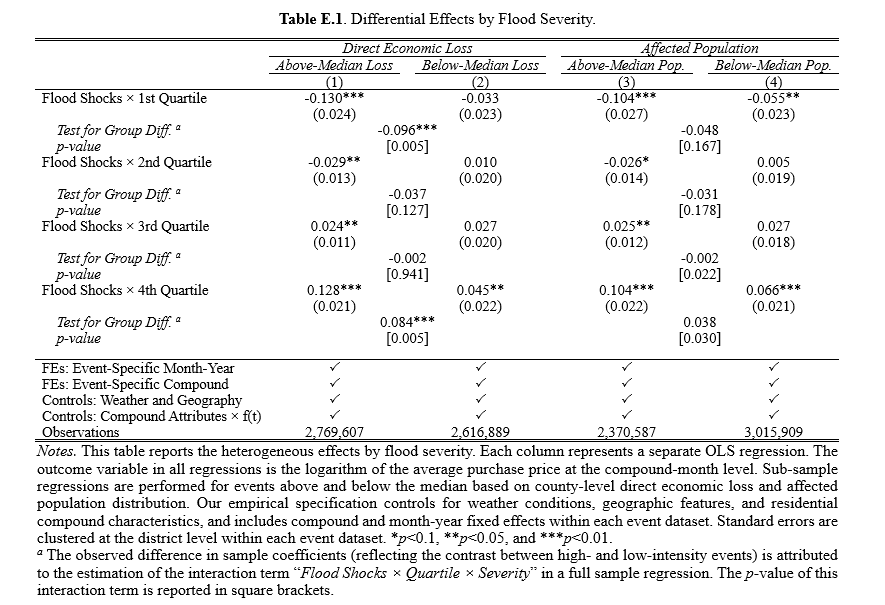 Table E.1. Differential Effects by Flood Severity.
Direct Economic Loss Affected Population
Above-Median Loss Below-Median Loss Above-Median Pop. Below-Median Pop.
(1) (2) (3) (4)
Flood Shocks × 1st Quartile -0.130*** -0.033 -0.104*** -0.055**
(0.024) (0.023) (0.027) (0.023)
Test for Group Diff. a -0.096*** -0.048
p-value [0.005] [0.167]
Flood Shocks × 2nd Quartile -0.029** 0.010 -0.026* 0.005
(0.013) (0.020) (0.014) (0.019)
Test for Group Diff. a -0.037 -0.031
p-value [0.127] [0.178]
Flood Shocks × 3rd Quartile 0.024** 0.027 0.025** 0.027
(0.011) (0.020) (0.012) (0.018)
Test for Group Diff. a -0.002 -0.002
p-value [0.941] [0.022]
Flood Shocks × 4th Quartile 0.128*** 0.045** 0.104*** 0.066***
(0.021) (0.022) (0.022) (0.021)
Test for Group Diff. a 0.084*** 0.038
p-value [0.005] [0.030]
FEs: Event-Specific Month-Year ✓ ✓ ✓ ✓
FEs: Event-Specific Compound ✓ ✓ ✓ ✓
Controls: Weather and Geography ✓ ✓ ✓ ✓
Controls: Compound Attributes × f(t) ✓ ✓ ✓ ✓
Observations 2,769,607 2,616,889 2,370,587 3,015,909
Notes. This table reports the heterogeneous effects by flood severity. Each column represents a separate OLS regression. The
outcome variable in all regressions is the logarithm of the average purchase price at the compound-month level. Sub-sample
regressions are performed for events above and below the median based on county-level direct economic loss and affected
population distribution. Our empirical specification controls for weather conditions, geographic features, and residential
compound characteristics, and includes compound and month-year fixed effects within each event dataset. Standard errors are
clustered at the district level within each event dataset. *p<0.1, **p<0.05, and ***p<0.01.
a The observed difference in sample coefficients (reflecting the contrast between high- and low-intensity events) is attributed
to the estimation of the interaction term “Flood Shocks × Quartile × Severity” in a full sample regression. The p-value of this
interaction term is reported in square brackets.